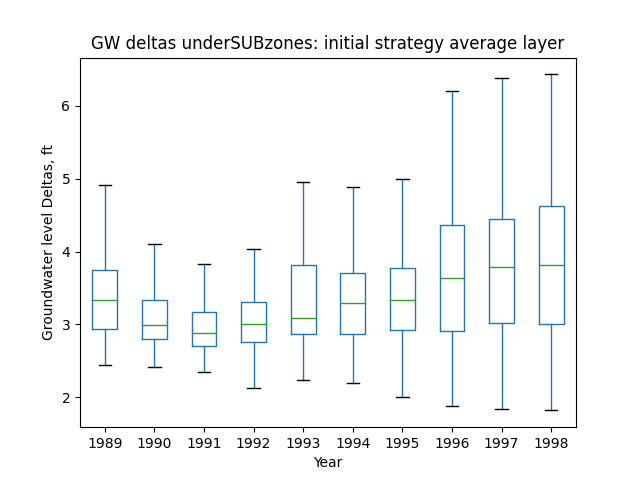 GW deltas underSUBzones: initial strategy average layer
Groundwater level Deltas, ft
6
5
4
3
2
1989 1990 1991 1992 1993 1994 1995 1996 1997 1998
Year